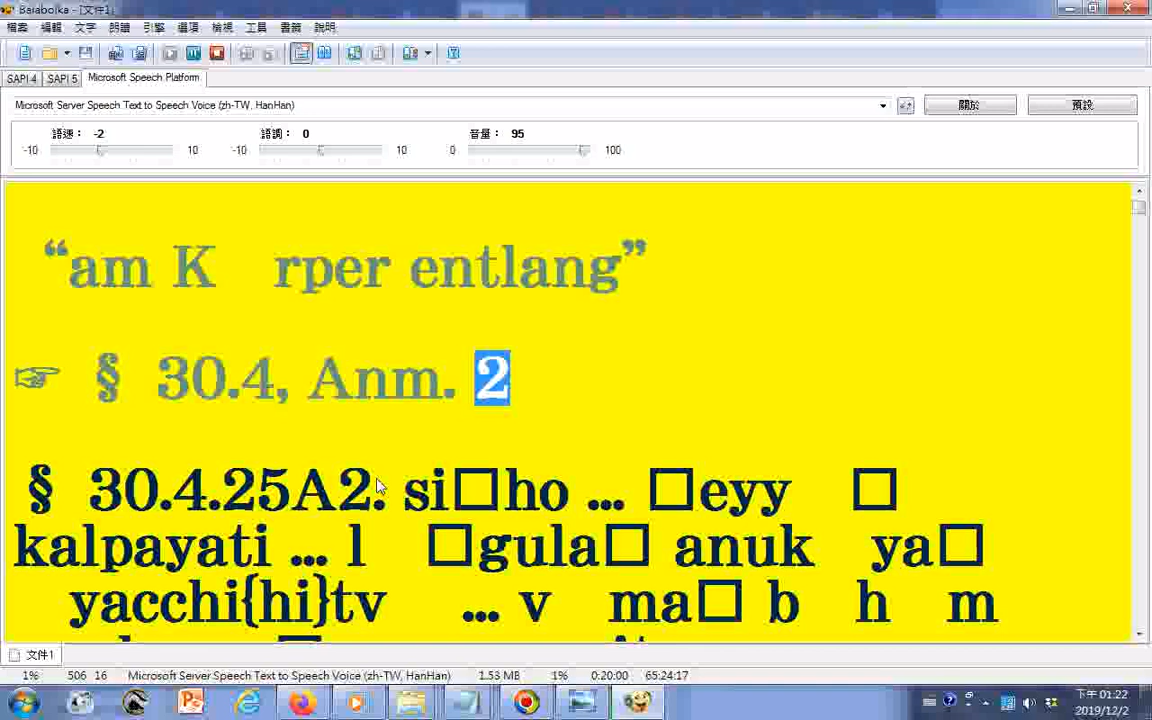 Balabolka - [文件1]
檔案 編輯 文字 朗讀 引擎 選項 檢視 工具 書籤 說明
SAPI 4 SAPI 5 Microsoft Speech Platform
Microsoft Server Speech Text to Speech Voice (zh-TW, HanHan) 關於 預設
語速： -2 語調： 0 音量： 95
-10 10 -10 10 0 100
“am K rper entlang”
☞ § 30.4, Anm. 2
§ 30.4.25A2: si□ho ... □eyy □
kalpayati ... l □gula□ anuk ya□
yacchi{hi}tv ... v ma□ b h m
文件1
1% 506 16 Microsoft Server Speech Text to Speech Voice (zh-TW, HanHan) 1.53 MB 1% 0:20:00 65:24:17
下午 01:22
2019/12/2